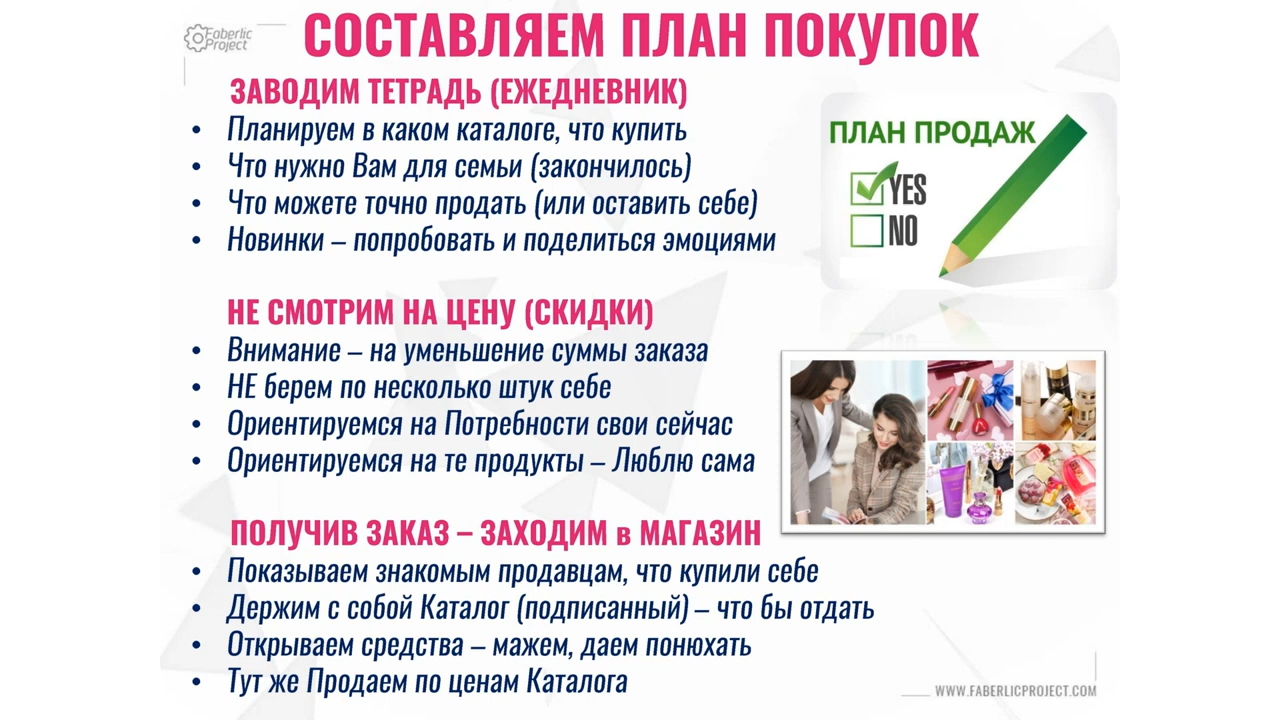 Faberlic
Project
СОСТАВЛЯЕМ ПЛАН ПОКУПОК
ЗАВОДИМ ТЕТРАДЬ (ЕЖЕДНЕВНИК)
• Планируем в каком каталоге, что купить
• Что нужно Вам для семьи (закончилось)
• Что можете точно продать (или оставить себе)
• Новинки – попробовать и поделиться эмоциями
ПЛАН ПРОДАЖ
YES
NO
НЕ СМОТРИМ НА ЦЕНУ (СКИДКИ)
• Внимание – на уменьшение суммы заказа
• НЕ берем по несколько штук себе
• Ориентируемся на Потребности свои сейчас
• Ориентируемся на те продукты – Люблю сама
ПОЛУЧИВ ЗАКАЗ – ЗАХОДИМ в МАГАЗИН
• Показываем знакомым продавцам, что купили себе
• Держим с собой Каталог (подписанный) – что бы отдать
• Открываем средства – мажем, даем понюхать
• Тут же Продаем по ценам Каталога
WWW.FABERLICPROJECT.COM